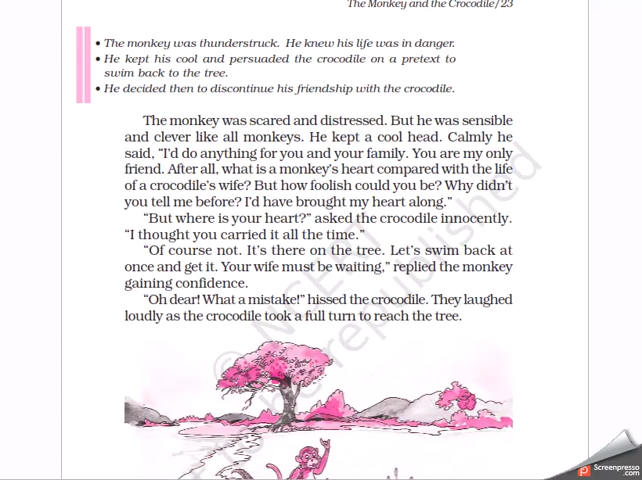 The Monkey and the Crocodile/23
• The monkey was thunderstruck. He knew his life was in danger.
• He kept his cool and persuaded the crocodile on a pretext to
swim back to the tree.
• He decided then to discontinue his friendship with the crocodile.
The monkey was scared and distressed. But he was sensible
and clever like all monkeys. He kept a cool head. Calmly he
said, “I’d do anything for you and your family. You are my only
friend. After all, what is a monkey’s heart compared with the life
of a crocodile’s wife? But how foolish could you be? Why didn’t
you tell me before? I’d have brought my heart along.”
“But where is your heart?” asked the crocodile innocently.
“I thought you carried it all the time.”
“Of course not. It’s there on the tree. Let’s swim back at
once and get it. Your wife must be waiting,” replied the monkey
gaining confidence.
“Oh dear! What a mistake!” hissed the crocodile. They laughed
loudly as the crocodile took a full turn to reach the tree.
© NCERT
be republished
Screenpresso
.com